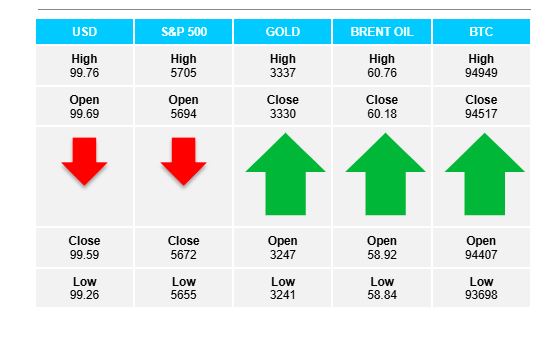 USD S&P 500 GOLD BRENT OIL BTC
High High High High High
99.76 5705 3337 60.76 94949
Open Open Close Close Close
99.69 5694 3330 60.18 94517
Close Close Open Open Open
99.59 5672 3247 58.92 94407
Low Low Low Low Low
99.26 5655 3241 58.84 93698